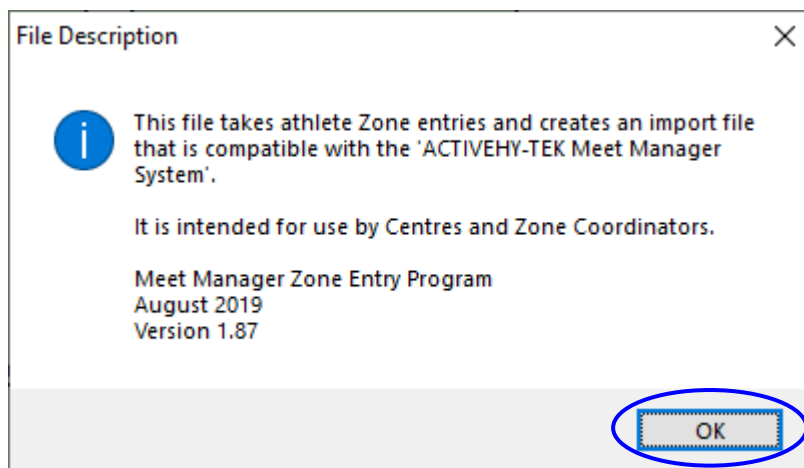 File Description
This file takes athlete Zone entries and creates an import file
that is compatible with the 'ACTIVEHY-TEK Meet Manager
System'.
It is intended for use by Centres and Zone Coordinators.
Meet Manager Zone Entry Program
August 2019
Version 1.87
OK